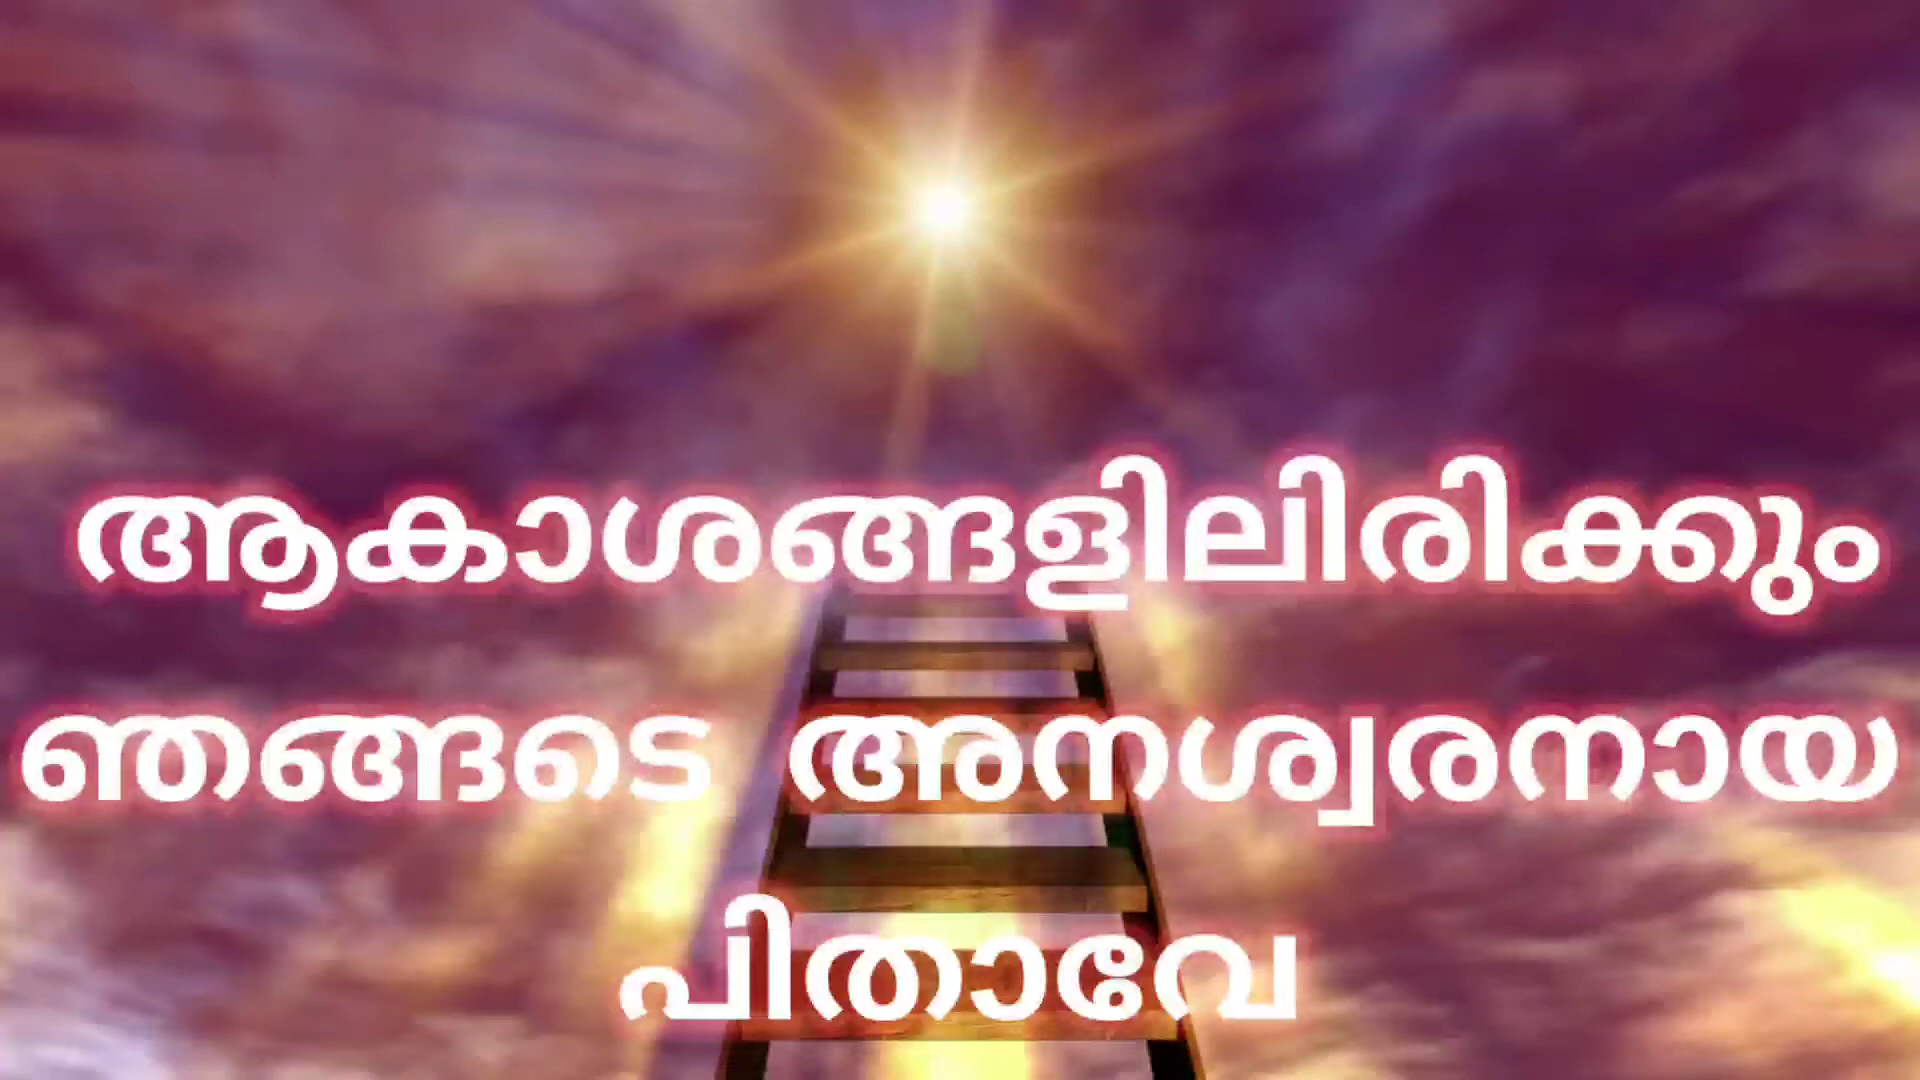 ആകാശങ്ങളിലിരിക്കും
ഞങ്ങടെ അനശ്വരനായ
പിതാവേ